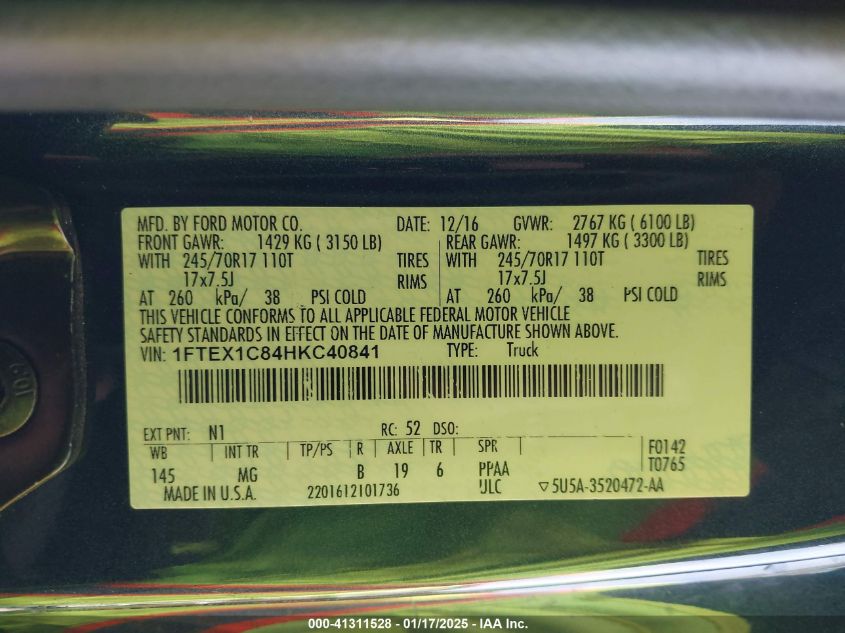 MFD. BY FORD MOTOR CO. DATE: 12/16 GVWR: 2767 KG ( 6100 LB)
FRONT GAWR: 1429 KG ( 3150 LB) REAR GAWR: 1497 KG ( 3300 LB)
WITH 245/70R17 110T TIRES WITH 245/70R17 110T TIRES
17x7.5J RIMS 17x7.5J RIMS
AT 260 kPa/ 38 PSI COLD AT 260 kPa/ 38 PSI COLD
THIS VEHICLE CONFORMS TO ALL APPLICABLE FEDERAL MOTOR VEHICLE
SAFETY STANDARDS IN EFFECT ON THE DATE OF MANUFACTURE SHOWN ABOVE.
VIN: 1FTEX1C84HKC40841 TYPE: Truck
EXT PNT: N1 RC: 52 DSO:
WB INT TR TP/PS R AXLE TR SPR F0142
145 MG B 19 6 PPAA T0765
MADE IN U.S.A. 2201612101736 ULC ▽5U5A-3520472-AA
000-41311528 - 01/17/2025 - IAA Inc.